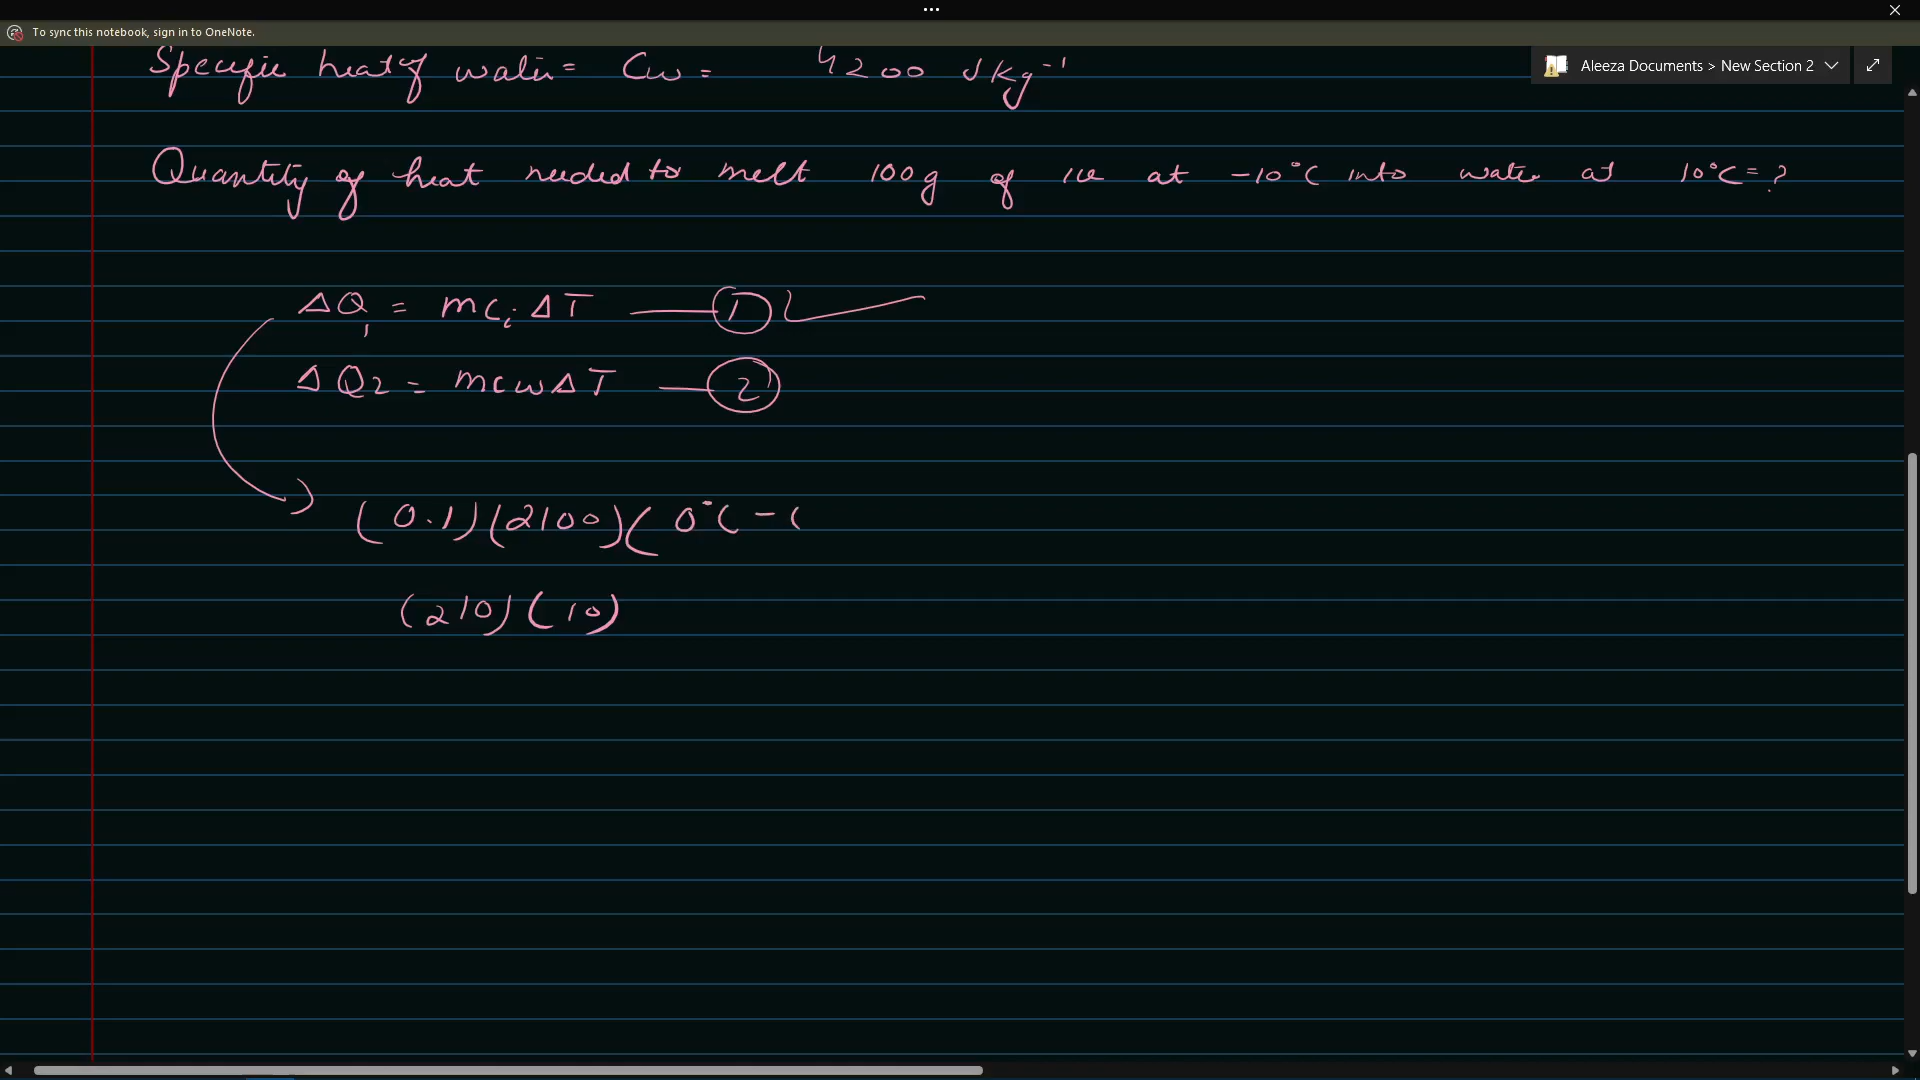 To sync this notebook, sign in to OneNote.
Aleeza Documents > New Section 2
Specific heat of water = Cw = 4200 Jkg⁻¹
Quantity of heat needed to melt 100g of ice at -10°C into water at 10°C = ?
ΔQ₁ = mcᵢΔT — ①
ΔQ2 = mcwΔT — ②
(0.1)(2100)(0°C - (
(210)(10)